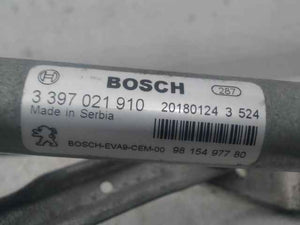 BOSCH 267
3 397 021 910 20180124 3 524
Made in Serbia
BOSCH-EVA9-CEM-00 98 154 977 80